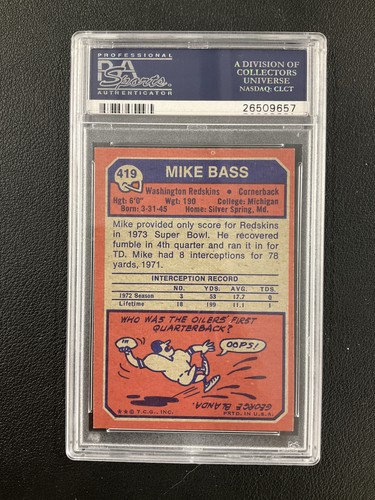 PROFESSIONAL
PSA
Sports
AUTHENTICATOR
A DIVISION OF
COLLECTORS
UNIVERSE
NASDAQ: CLCT
26509657
419
MIKE BASS
Washington Redskins • Cornerback
Hgt: 6'0" Wgt: 190 College: Michigan
Born: 3-31-45 Home: Silver Spring, Md.
Mike provided only score for Redskins
in 1973 Super Bowl. He recovered
fumble in 4th quarter and ran it in for
TD. Mike had 8 interceptions for 78
yards, 1971.
INTERCEPTION RECORD
NO. YDS. AVG. TDS.
1972 Season 3 53 17.7 0
Lifetime 18 199 11.1 1
WHO WAS THE OILERS' FIRST
QUARTERBACK?
OOPS!
GEORGE BLANDA.
© T.C.G., INC.
PRTD. IN U.S.A.